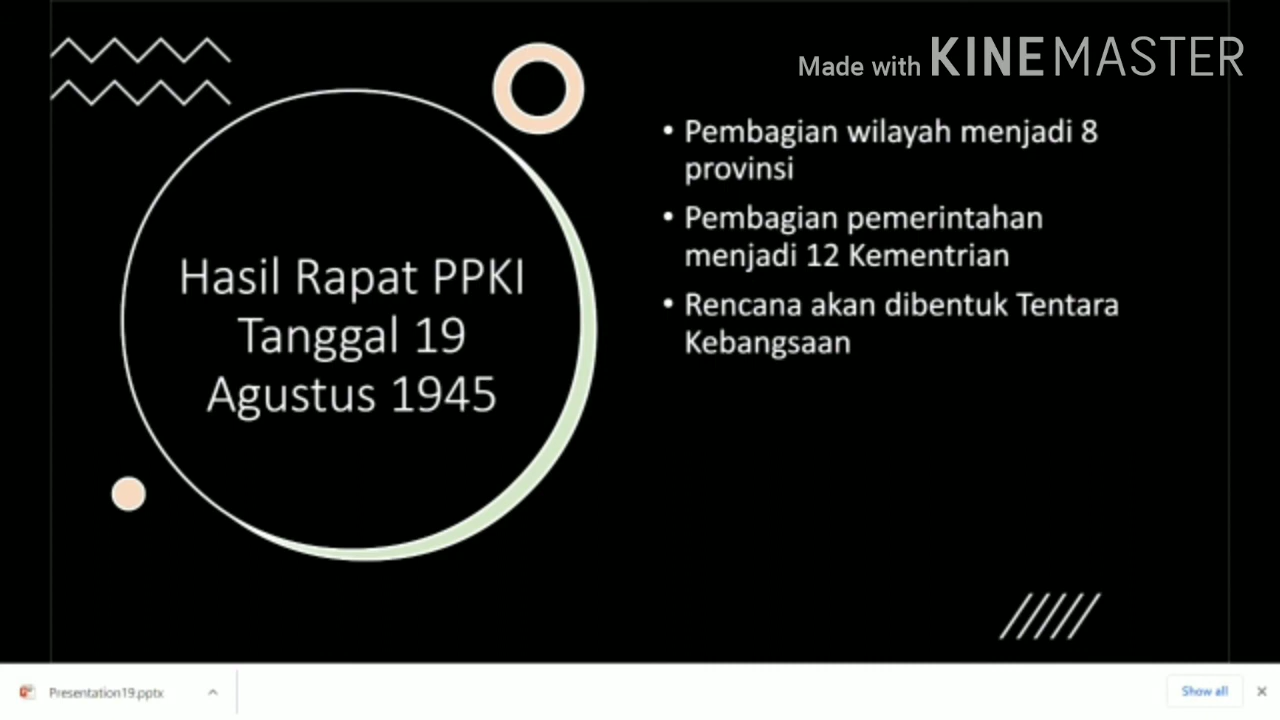 Made with KINEMASTER
Hasil Rapat PPKI
Tanggal 19
Agustus 1945
• Pembagian wilayah menjadi 8
provinsi
• Pembagian pemerintahan
menjadi 12 Kementrian
• Rencana akan dibentuk Tentara
Kebangsaan
Presentation19.pptx
Show all